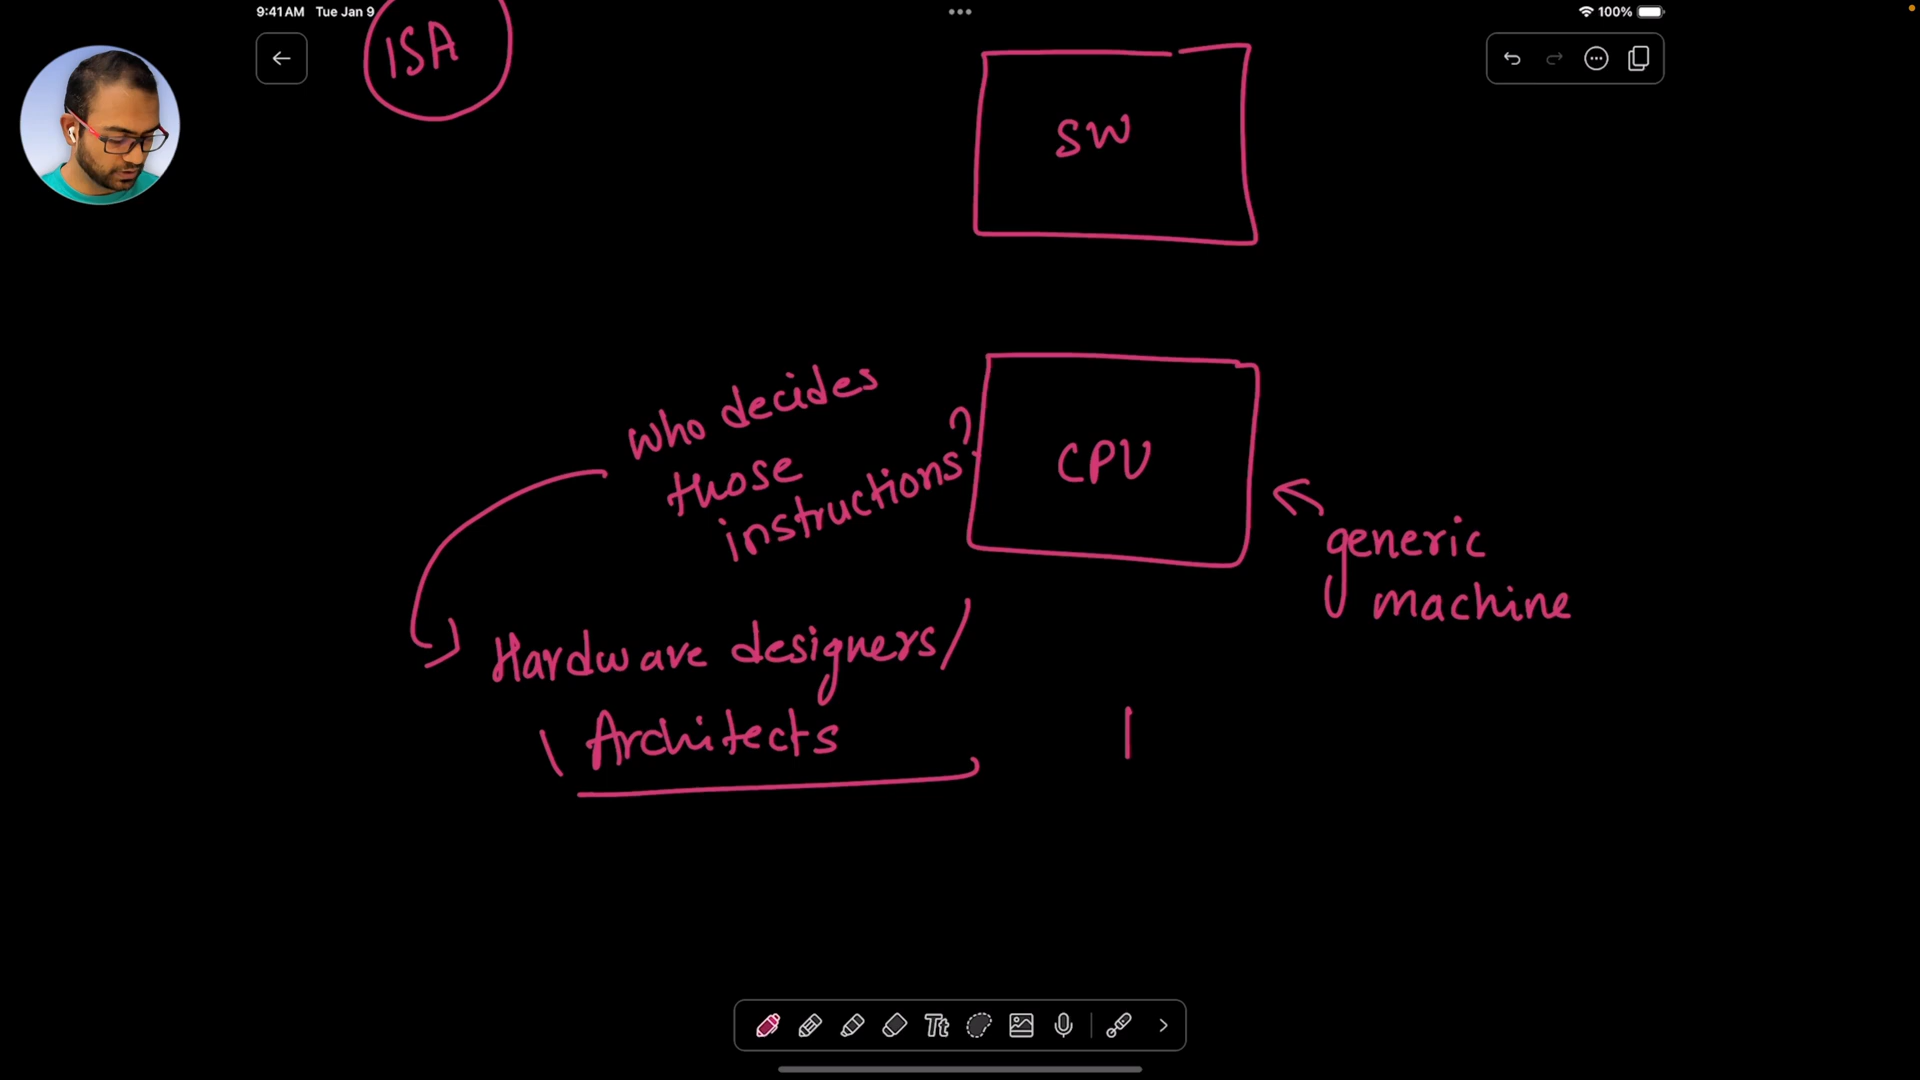 9:41 AM Tue Jan 9
100%
ISA
SW
who decides
those
instructions?
CPU
generic
machine
Hardware designers/
Architects
Tt